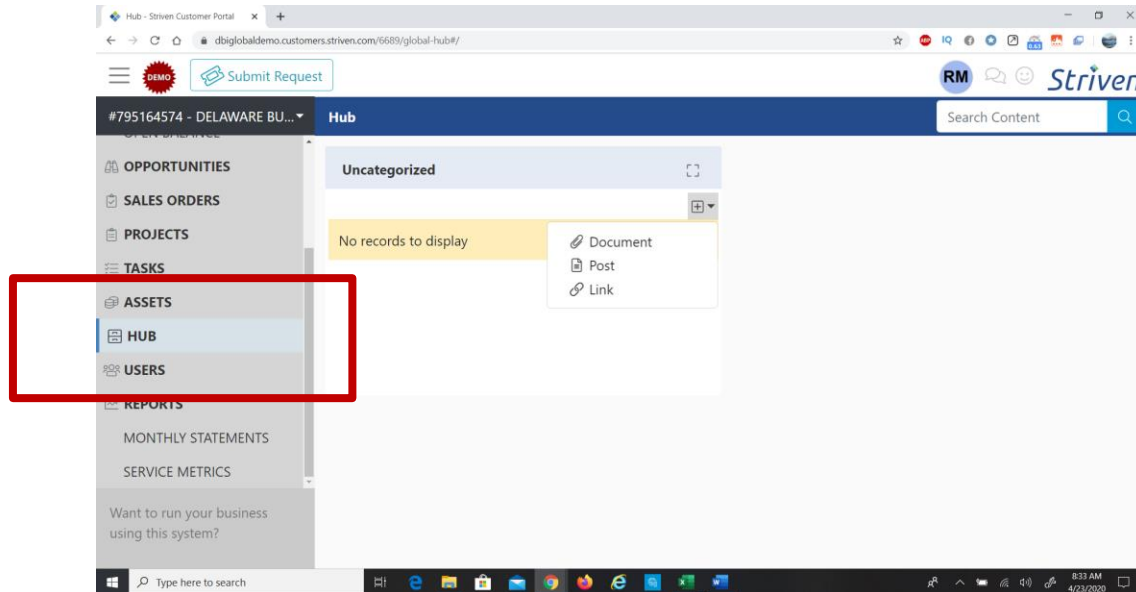 Hub - Striven Customer Portal
dbiglobaldemo.customers.striven.com/6689/global-hub#/
DEMO
Submit Request
RM
Striven
#795164574 - DELAWARE BU...
Hub
Search Content
OPEN BALANCE
OPPORTUNITIES
SALES ORDERS
PROJECTS
TASKS
ASSETS
HUB
USERS
REPORTS
MONTHLY STATEMENTS
SERVICE METRICS
Want to run your business
using this system?
Uncategorized
No records to display
Document
Post
Link
Type here to search
8:33 AM
4/23/2020